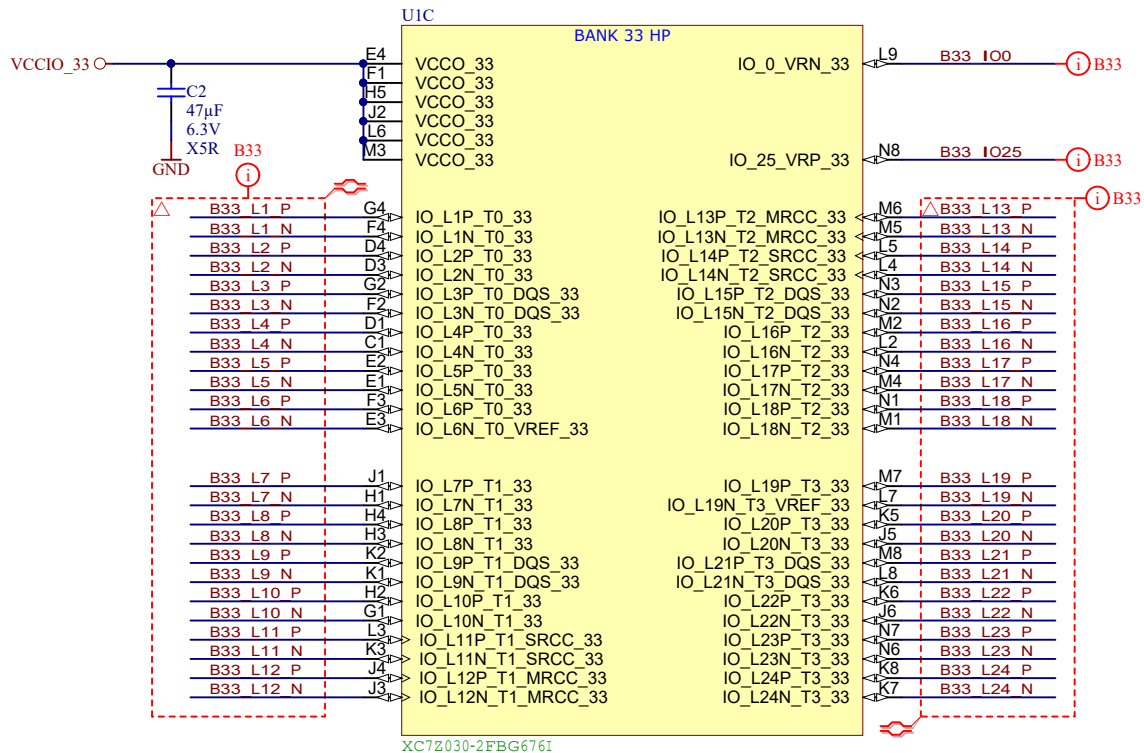 U1C
BANK 33 HP
VCCIO_33
E4 VCCO_33
F1 VCCO_33
H5 VCCO_33
J2 VCCO_33
L6 VCCO_33
M3 VCCO_33
C2
47µF
6.3V
X5R
GND
IO_0_VRN_33 L9 B33_IO0 i B33
IO_25_VRP_33 N8 B33_IO25 i B33
B33
i
B33_L1_P G4 IO_L1P_T0_33
B33_L1_N F4 IO_L1N_T0_33
B33_L2_P D4 IO_L2P_T0_33
B33_L2_N D3 IO_L2N_T0_33
B33_L3_P G2 IO_L3P_T0_DQS_33
B33_L3_N F2 IO_L3N_T0_DQS_33
B33_L4_P D1 IO_L4P_T0_33
B33_L4_N C1 IO_L4N_T0_33
B33_L5_P E2 IO_L5P_T0_33
B33_L5_N E1 IO_L5N_T0_33
B33_L6_P F3 IO_L6P_T0_33
B33_L6_N E3 IO_L6N_T0_VREF_33
B33_L7_P J1 IO_L7P_T1_33
B33_L7_N H1 IO_L7N_T1_33
B33_L8_P H4 IO_L8P_T1_33
B33_L8_N H3 IO_L8N_T1_33
B33_L9_P K2 IO_L9P_T1_DQS_33
B33_L9_N K1 IO_L9N_T1_DQS_33
B33_L10_P H2 IO_L10P_T1_33
B33_L10_N G1 IO_L10N_T1_33
B33_L11_P L3 IO_L11P_T1_SRCC_33
B33_L11_N K3 IO_L11N_T1_SRCC_33
B33_L12_P J4 IO_L12P_T1_MRCC_33
B33_L12_N J3 IO_L12N_T1_MRCC_33
i B33
IO_L13P_T2_MRCC_33 M6 B33_L13_P
IO_L13N_T2_MRCC_33 M5 B33_L13_N
IO_L14P_T2_SRCC_33 L5 B33_L14_P
IO_L14N_T2_SRCC_33 L4 B33_L14_N
IO_L15P_T2_DQS_33 N3 B33_L15_P
IO_L15N_T2_DQS_33 N2 B33_L15_N
IO_L16P_T2_33 M2 B33_L16_P
IO_L16N_T2_33 L2 B33_L16_N
IO_L17P_T2_33 N4 B33_L17_P
IO_L17N_T2_33 M4 B33_L17_N
IO_L18P_T2_33 N1 B33_L18_P
IO_L18N_T2_33 M1 B33_L18_N
IO_L19P_T3_33 M7 B33_L19_P
IO_L19N_T3_VREF_33 L7 B33_L19_N
IO_L20P_T3_33 K5 B33_L20_P
IO_L20N_T3_33 J5 B33_L20_N
IO_L21P_T3_DQS_33 M8 B33_L21_P
IO_L21N_T3_DQS_33 L8 B33_L21_N
IO_L22P_T3_33 K6 B33_L22_P
IO_L22N_T3_33 J6 B33_L22_N
IO_L23P_T3_33 N7 B33_L23_P
IO_L23N_T3_33 N6 B33_L23_N
IO_L24P_T3_33 K8 B33_L24_P
IO_L24N_T3_33 K7 B33_L24_N
XC7Z030-2FBG676I